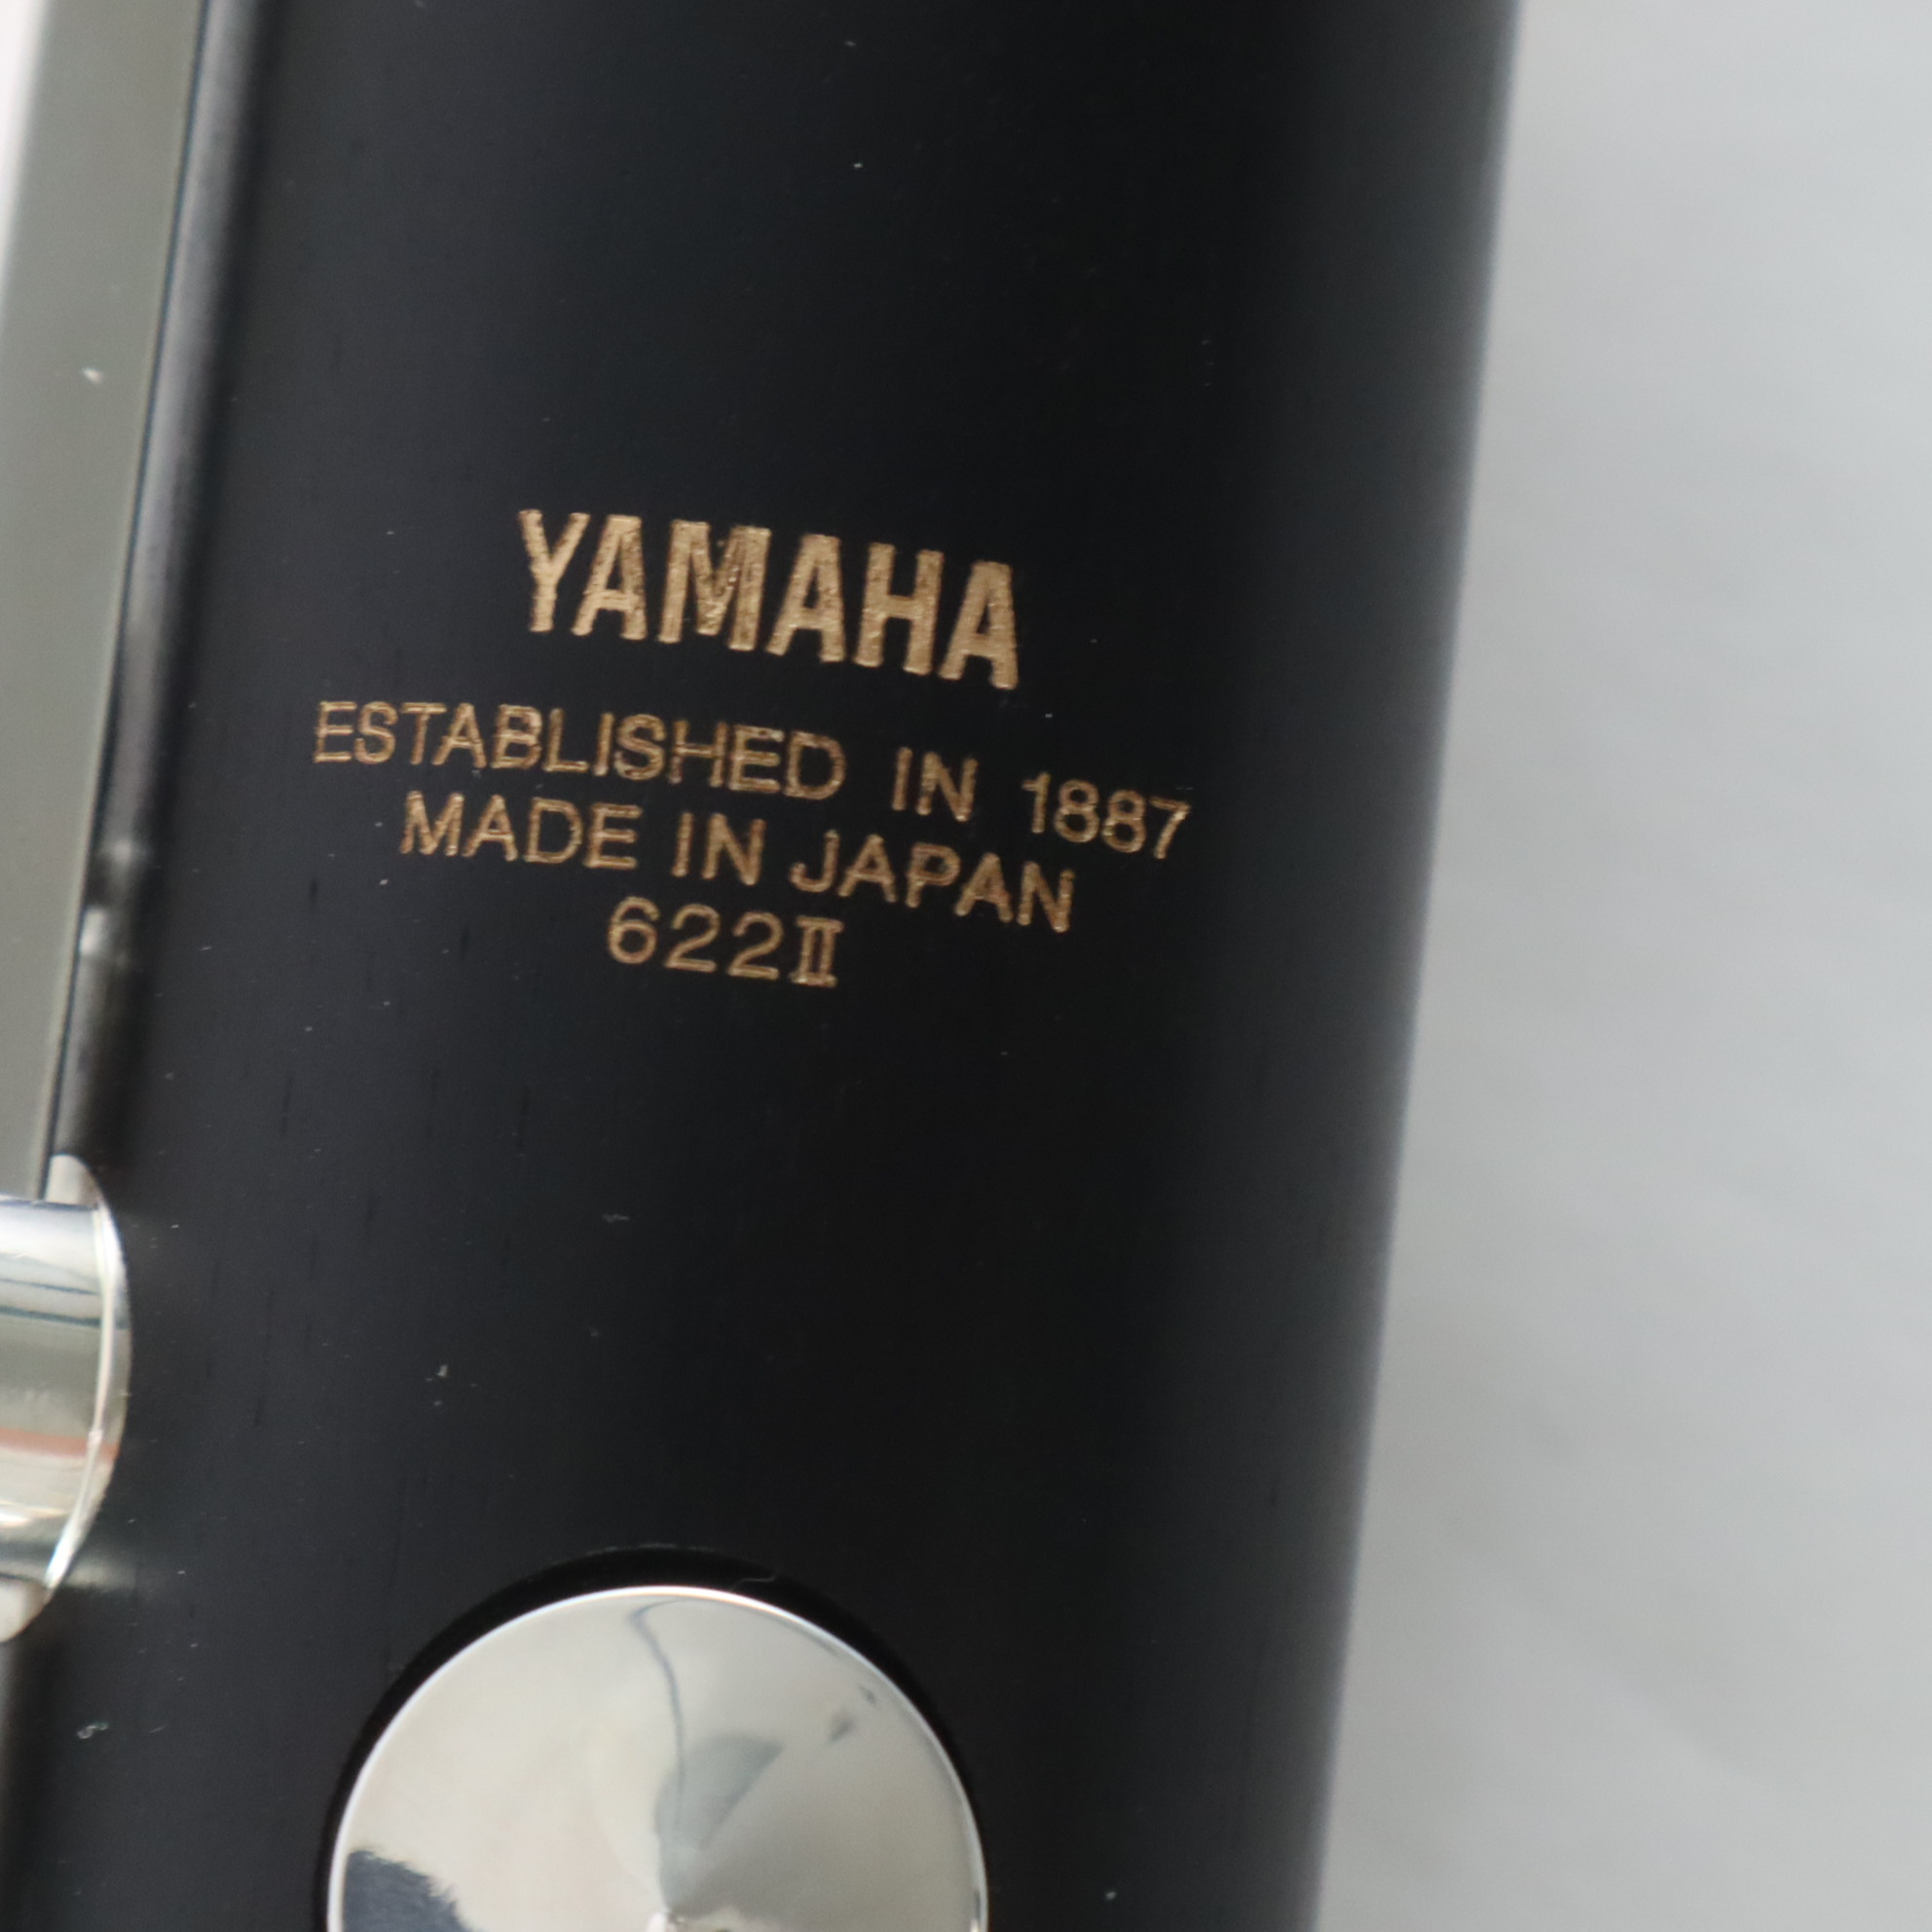 YAMAHA
ESTABLISHED IN 1887
MADE IN JAPAN
622II